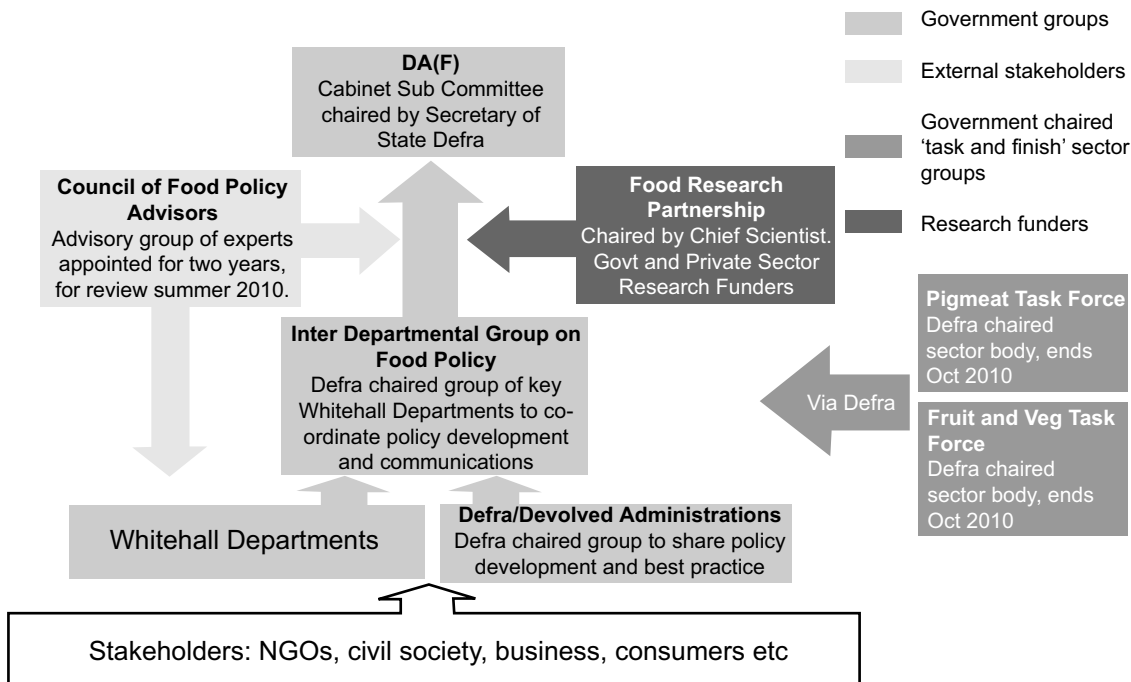 Government groups
External stakeholders
Government chaired
‘task and finish’ sector
groups
Research funders
DA(F)
Cabinet Sub Committee
chaired by Secretary of
State Defra
Council of Food Policy
Advisors
Advisory group of experts
appointed for two years,
for review summer 2010.
Food Research
Partnership
Chaired by Chief Scientist.
Govt and Private Sector
Research Funders
Inter Departmental Group on
Food Policy
Defra chaired group of key
Whitehall Departments to co-
ordinate policy development
and communications
Pigmeat Task Force
Defra chaired
sector body, ends
Oct 2010
Via Defra
Fruit and Veg Task
Force
Defra chaired
sector body, ends
Oct 2010
Whitehall Departments
Defra/Devolved Administrations
Defra chaired group to share policy
development and best practice
Stakeholders: NGOs, civil society, business, consumers etc